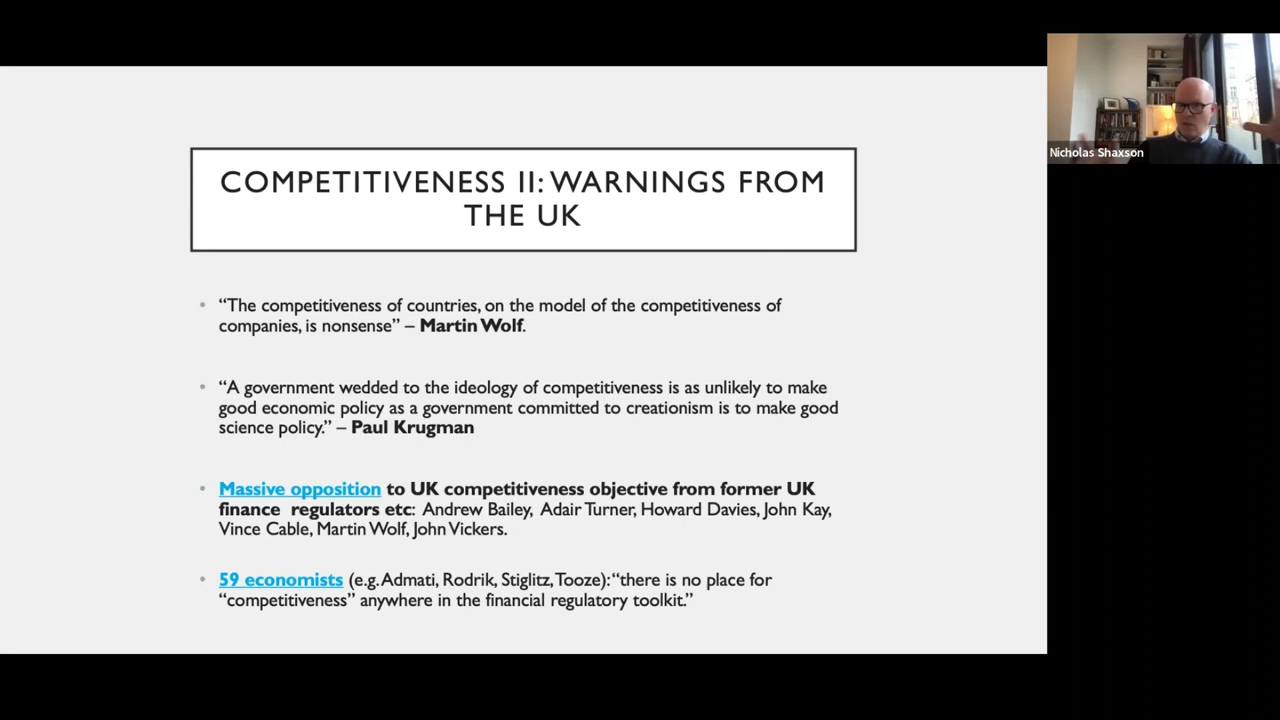 COMPETITIVENESS II: WARNINGS FROM
THE UK
• “The competitiveness of countries, on the model of the competitiveness of
companies, is nonsense” – Martin Wolf.
• “A government wedded to the ideology of competitiveness is as unlikely to make
good economic policy as a government committed to creationism is to make good
science policy.” – Paul Krugman
• Massive opposition to UK competitiveness objective from former UK
finance regulators etc: Andrew Bailey, Adair Turner, Howard Davies, John Kay,
Vince Cable, Martin Wolf, John Vickers.
• 59 economists (e.g. Admati, Rodrik, Stiglitz, Tooze): “there is no place for
“competitiveness” anywhere in the financial regulatory toolkit.”
Nicholas Shaxson